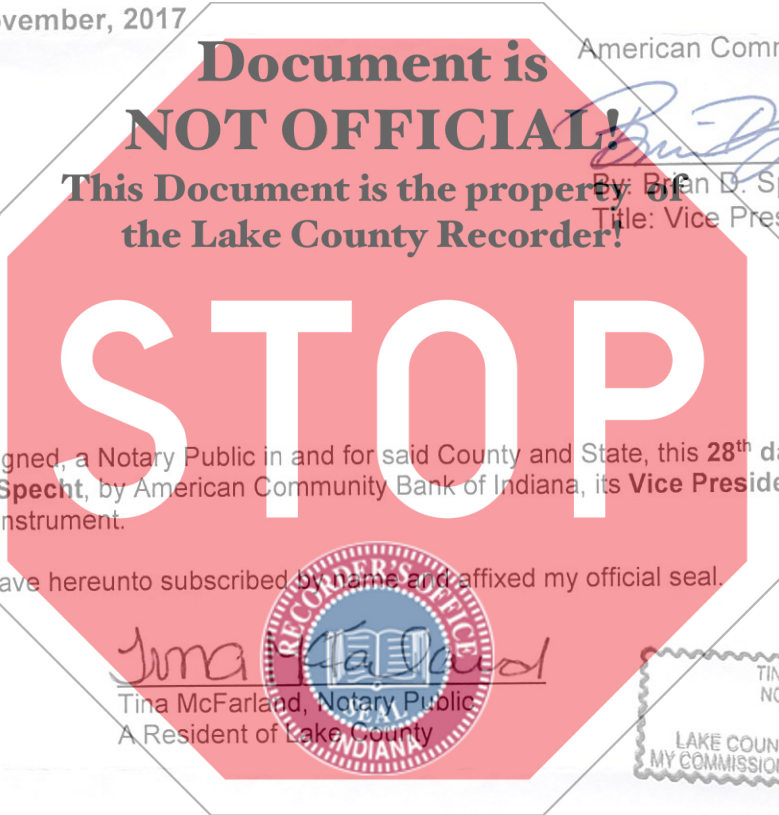 vember, 2017
Document is
American Comm
NOT OFFICIAL!
This Document is the property of
By: Brian D. Sp
the Lake County Recorder!
Title: Vice Pres
STOP
gned, a Notary Public in and for said County and State, this 28th da
Specht, by American Community Bank of Indiana, its Vice Preside
nstrument.
ave hereunto subscribed by name and affixed my official seal.
RECORDER'S OFFICE
SEAL
INDIANA
Tina McFarland
Tina McFarland, Notary Public
A Resident of Lake County
TIN
NO
LAKE COUN
MY COMMISSION